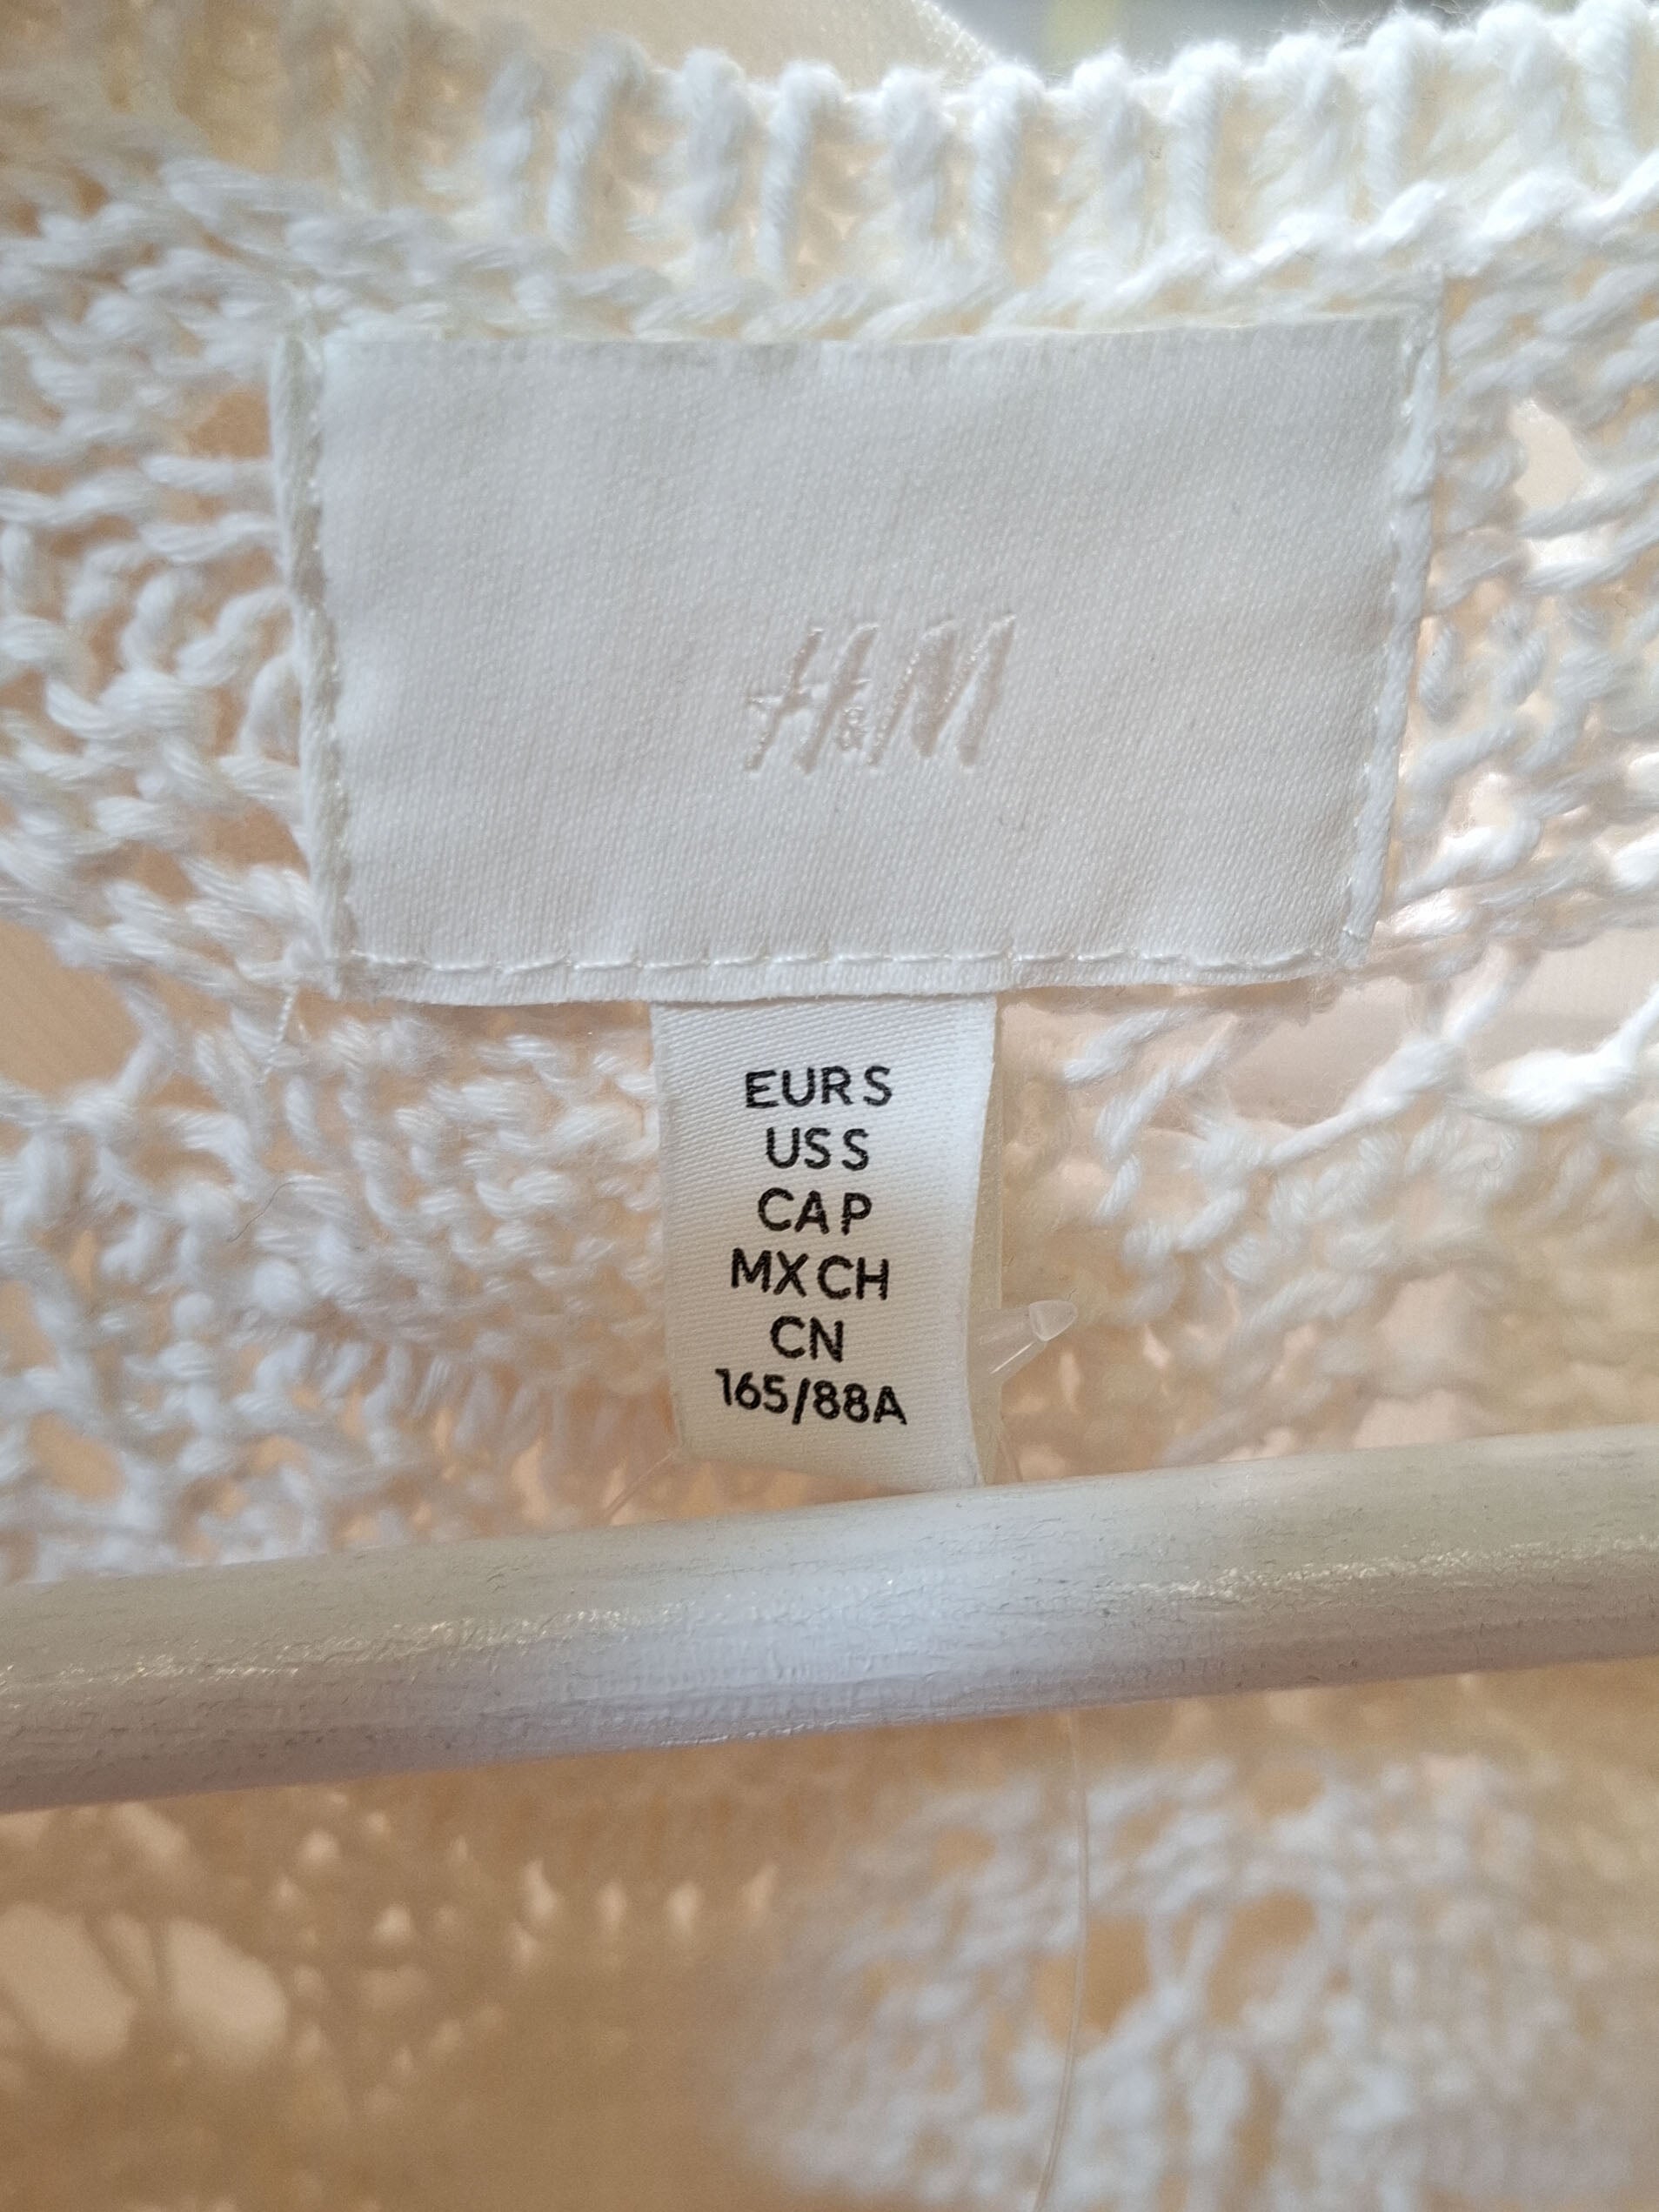 H&M
EUR S
US S
CA P
MX CH
CN
165/88A